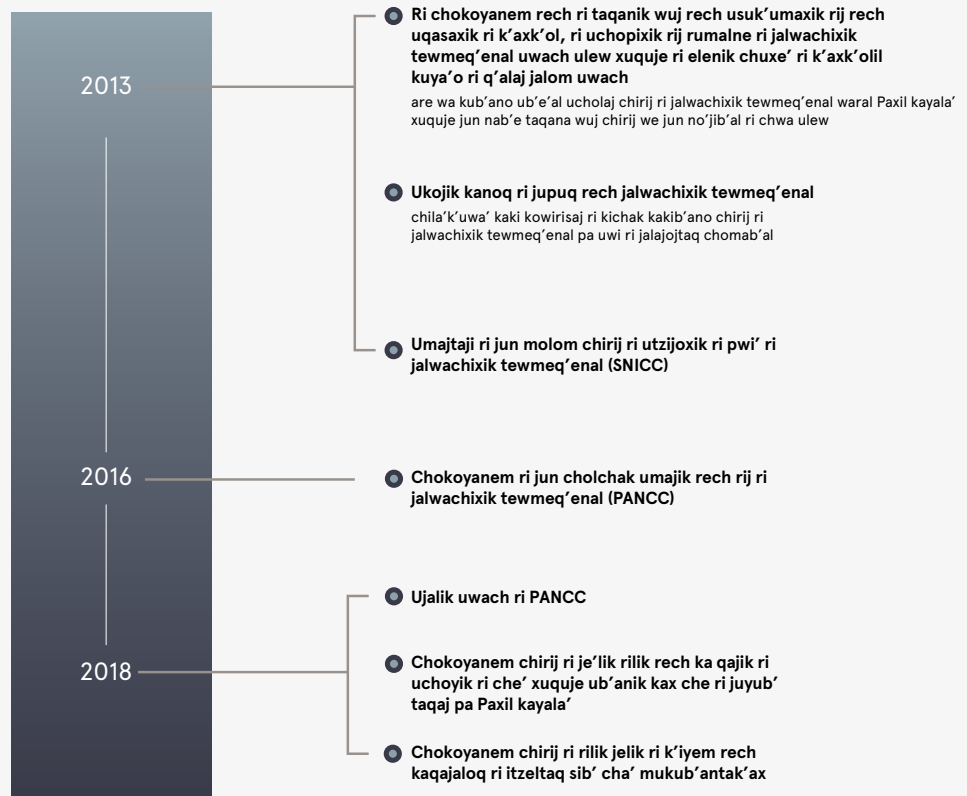 2013
Ri chokoyanem rech ri taqanik wuj rech usuk’umaxik rij rech
uqasaxik ri k’axk’ol, ri uchopixik rij rumalne ri jalwachixik
tewmeq’enal uwach ulew xuquje ri elenik chuxe’ ri k’axk’olil
kuya’o ri q’alaj jalom uwach
are wa kub’ano ub’e’al ucholaj chirij ri jalwachixik tewmeq’enal waral Paxil kayala’
xuquje jun nab’e taqana wuj chirij we jun no’jib’al ri chwa ulew
Ukojik kanoq ri jupuq rech jalwachixik tewmeq’enal
chila’k’uwa’ kaki kowirisaj ri kichak kakib’ano chirij ri
jalwachixik tewmeq’enal pa uwi ri jalajojtaq chomab’al
Umajtaji ri jun molom chirij ri utzijoxik ri pwi’ ri
jalwachixik tewmeq’enal (SNICC)
2016
Chokoyanem ri jun cholchak umajik rech rij ri
jalwachixik tewmeq’enal (PANCC)
2018
Ujalik uwach ri PANCC
Chokoyanem chirij ri je’lik rilik rech ka qajik ri
uchoyik ri che’ xuquje ub’anik kax che ri juyub’
taqaj pa Paxil kayala’
Chokoyanem chirij ri rilik jelik ri k’iyem rech
kaqajaloq ri itzeltaq sib’ cha’ mukub’antak’ax